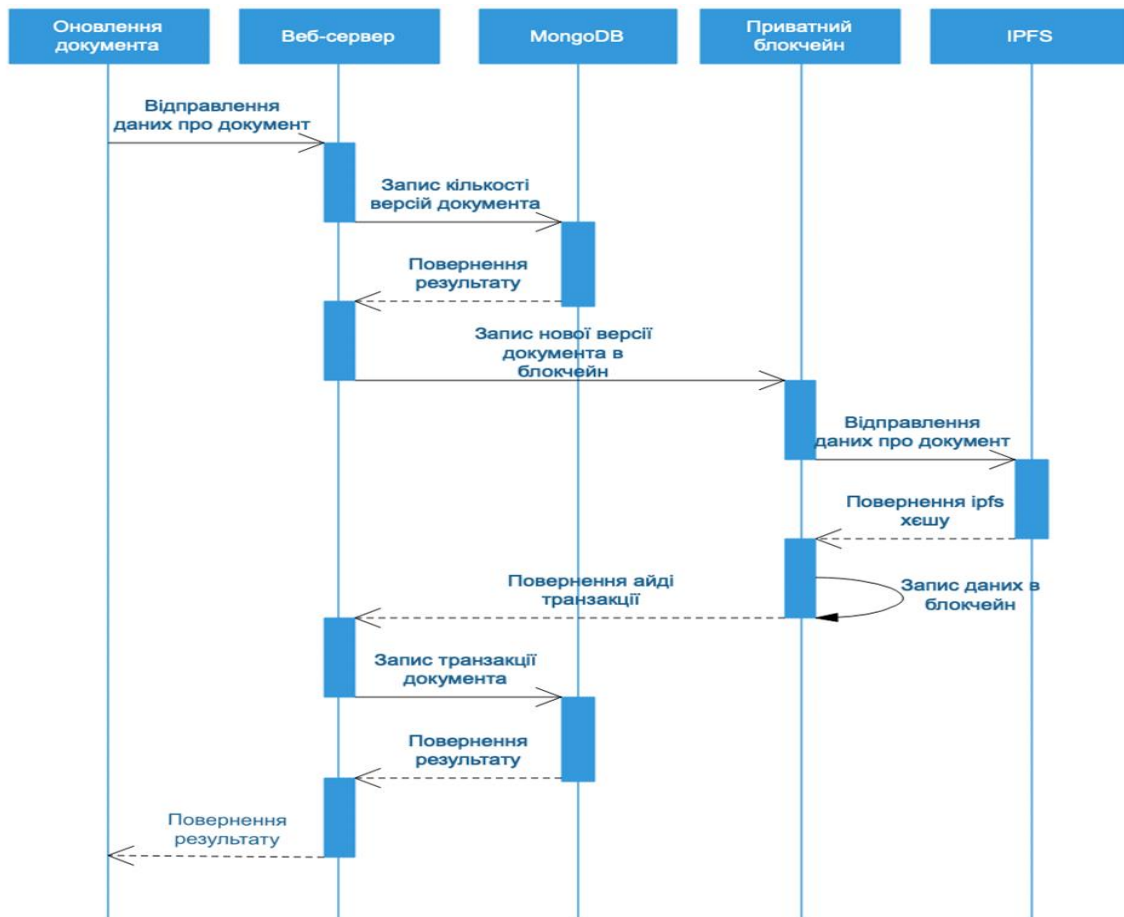 Оновлення
документа
Веб-сервер
MongoDB
Приватний
блокчейн
IPFS
Відправлення
даних про документ
Запис кількості
версій документа
Повернення
результату
Запис нової версії
документа в
блокчейн
Відправлення
даних про документ
Повернення ipfs
хєшу
Запис даних в
блокчейн
Повернення айді
транзакції
Запис транзакції
документа
Повернення
результату
Повернення
результату